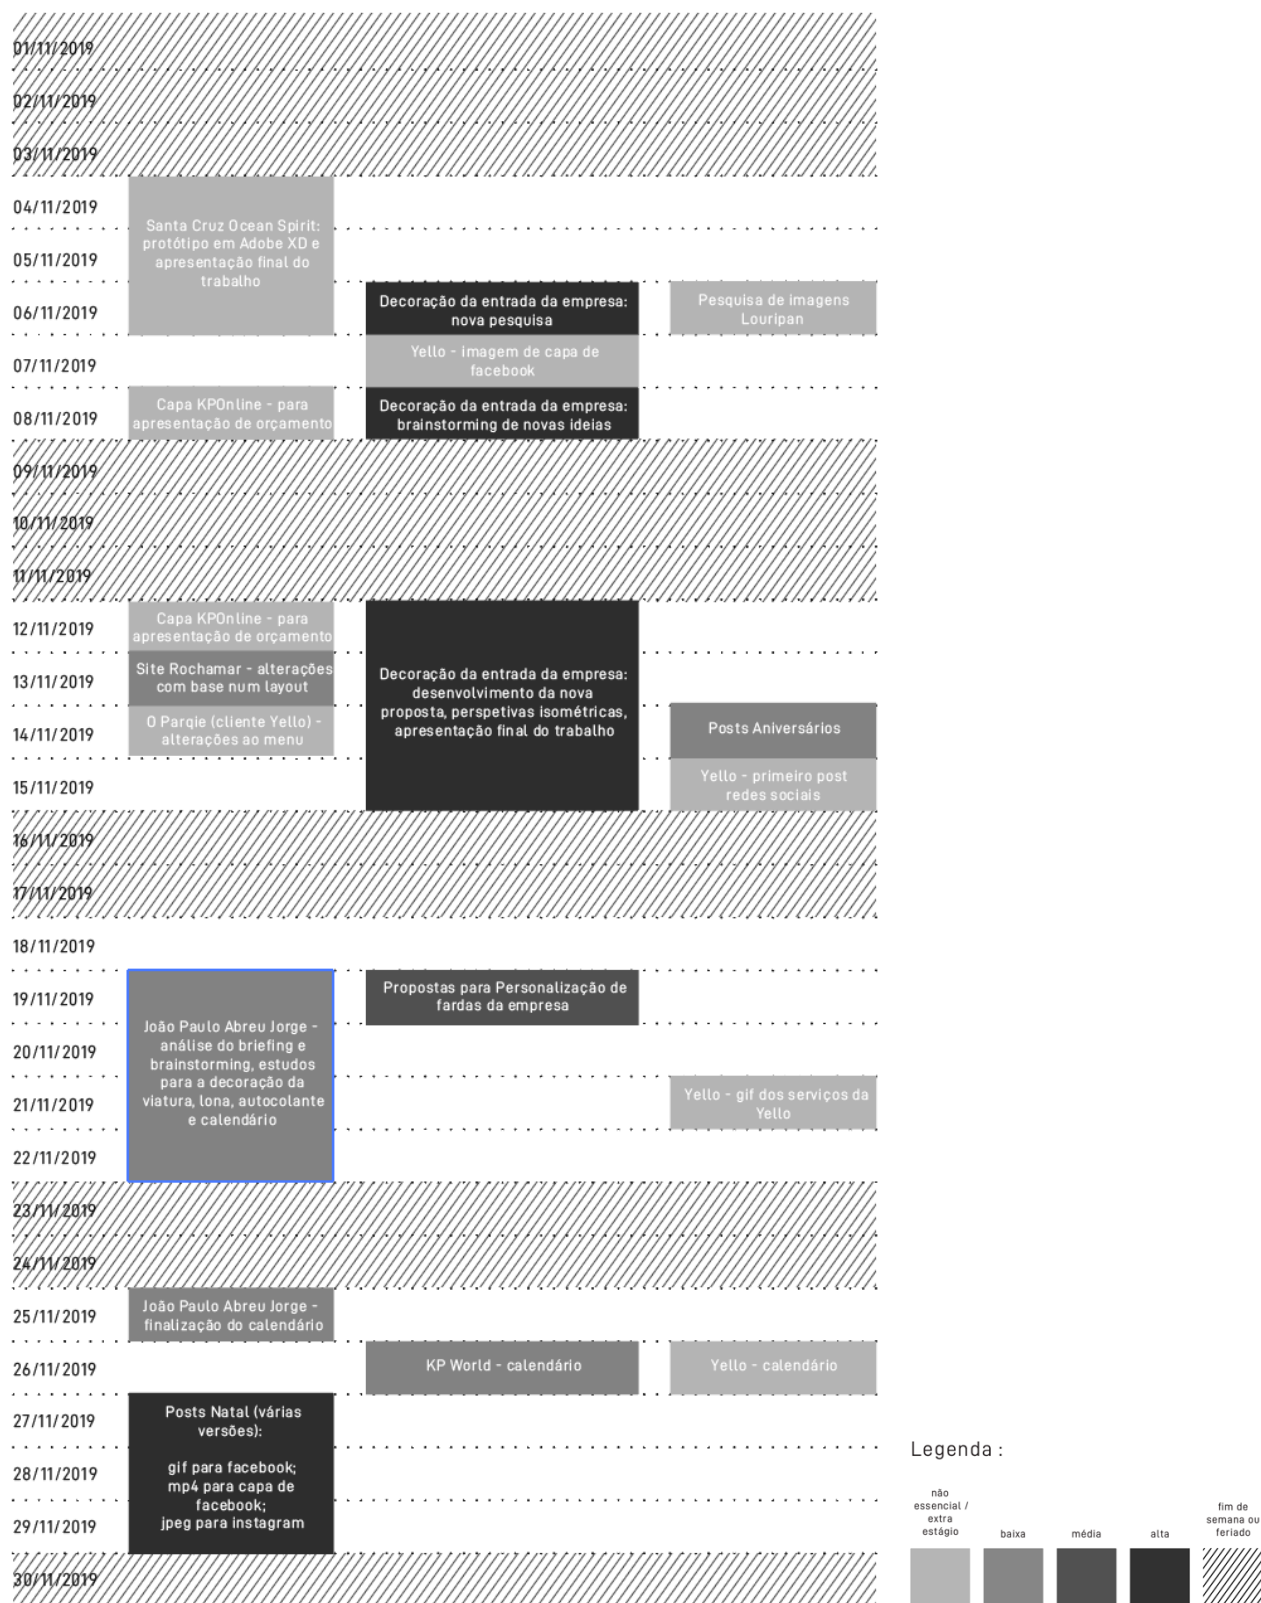 01/11/2019
02/11/2019
03/11/2019
04/11/2019
Santa Cruz Ocean Spirit:
protótipo em Adobe XD e
apresentação final do
trabalho
05/11/2019
06/11/2019
Decoração da entrada da empresa:
nova pesquisa
Pesquisa de imagens
Louripan
07/11/2019
Yello - imagem de capa de
facebook
08/11/2019
Capa KPOnline - para
apresentação de orçamento
Decoração da entrada da empresa:
brainstorming de novas ideias
09/11/2019
10/11/2019
11/11/2019
12/11/2019
Capa KPOnline - para
apresentação de orçamento
13/11/2019
Site Rochamar - alterações
com base num layout
Decoração da entrada da empresa:
desenvolvimento da nova
proposta, perspetivas isométricas,
apresentação final do trabalho
14/11/2019
O Parqie (cliente Yello) -
alterações ao menu
Posts Aniversários
15/11/2019
Yello - primeiro post
redes sociais
16/11/2019
17/11/2019
18/11/2019
19/11/2019
Propostas para Personalização de
fardas da empresa
20/11/2019
João Paulo Abreu Jorge -
análise do briefing e
brainstorming, estudos
para a decoração da
viatura, lona, autocolante
e calendário
21/11/2019
Yello - gif dos serviços da
Yello
22/11/2019
23/11/2019
24/11/2019
25/11/2019
João Paulo Abreu Jorge -
finalização do calendário
26/11/2019
KP World - calendário
Yello - calendário
27/11/2019
Posts Natal (várias
versões):
gif para facebook;
mp4 para capa de
facebook;
jpeg para instagram
28/11/2019
29/11/2019
30/11/2019
Legenda :
não
essencial /
extra
estágio
baixa
média
alta
fim de
semana ou
feriado